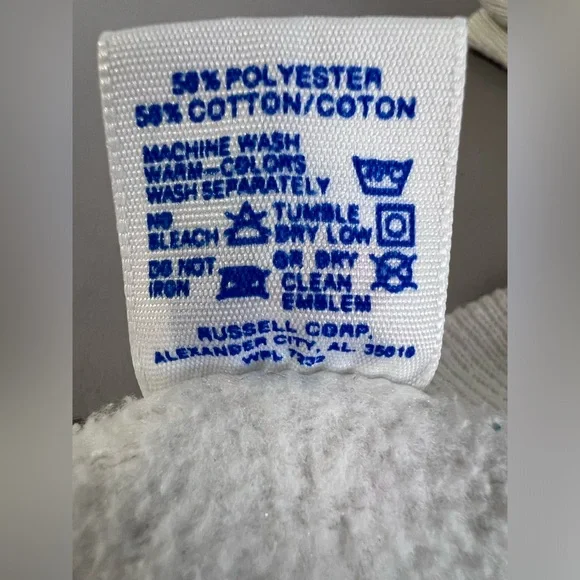 50% POLYESTER
50% COTTON/COTON
MACHINE WASH
WARM-COLORS
WASH SEPARATELY
NO
BLEACH
TUMBLE
DRY LOW
DO NOT
IRON
OR DRY
CLEAN
EMBLEM
RUSSELL CORP.
ALEXANDER CITY, AL. 35010
WPL